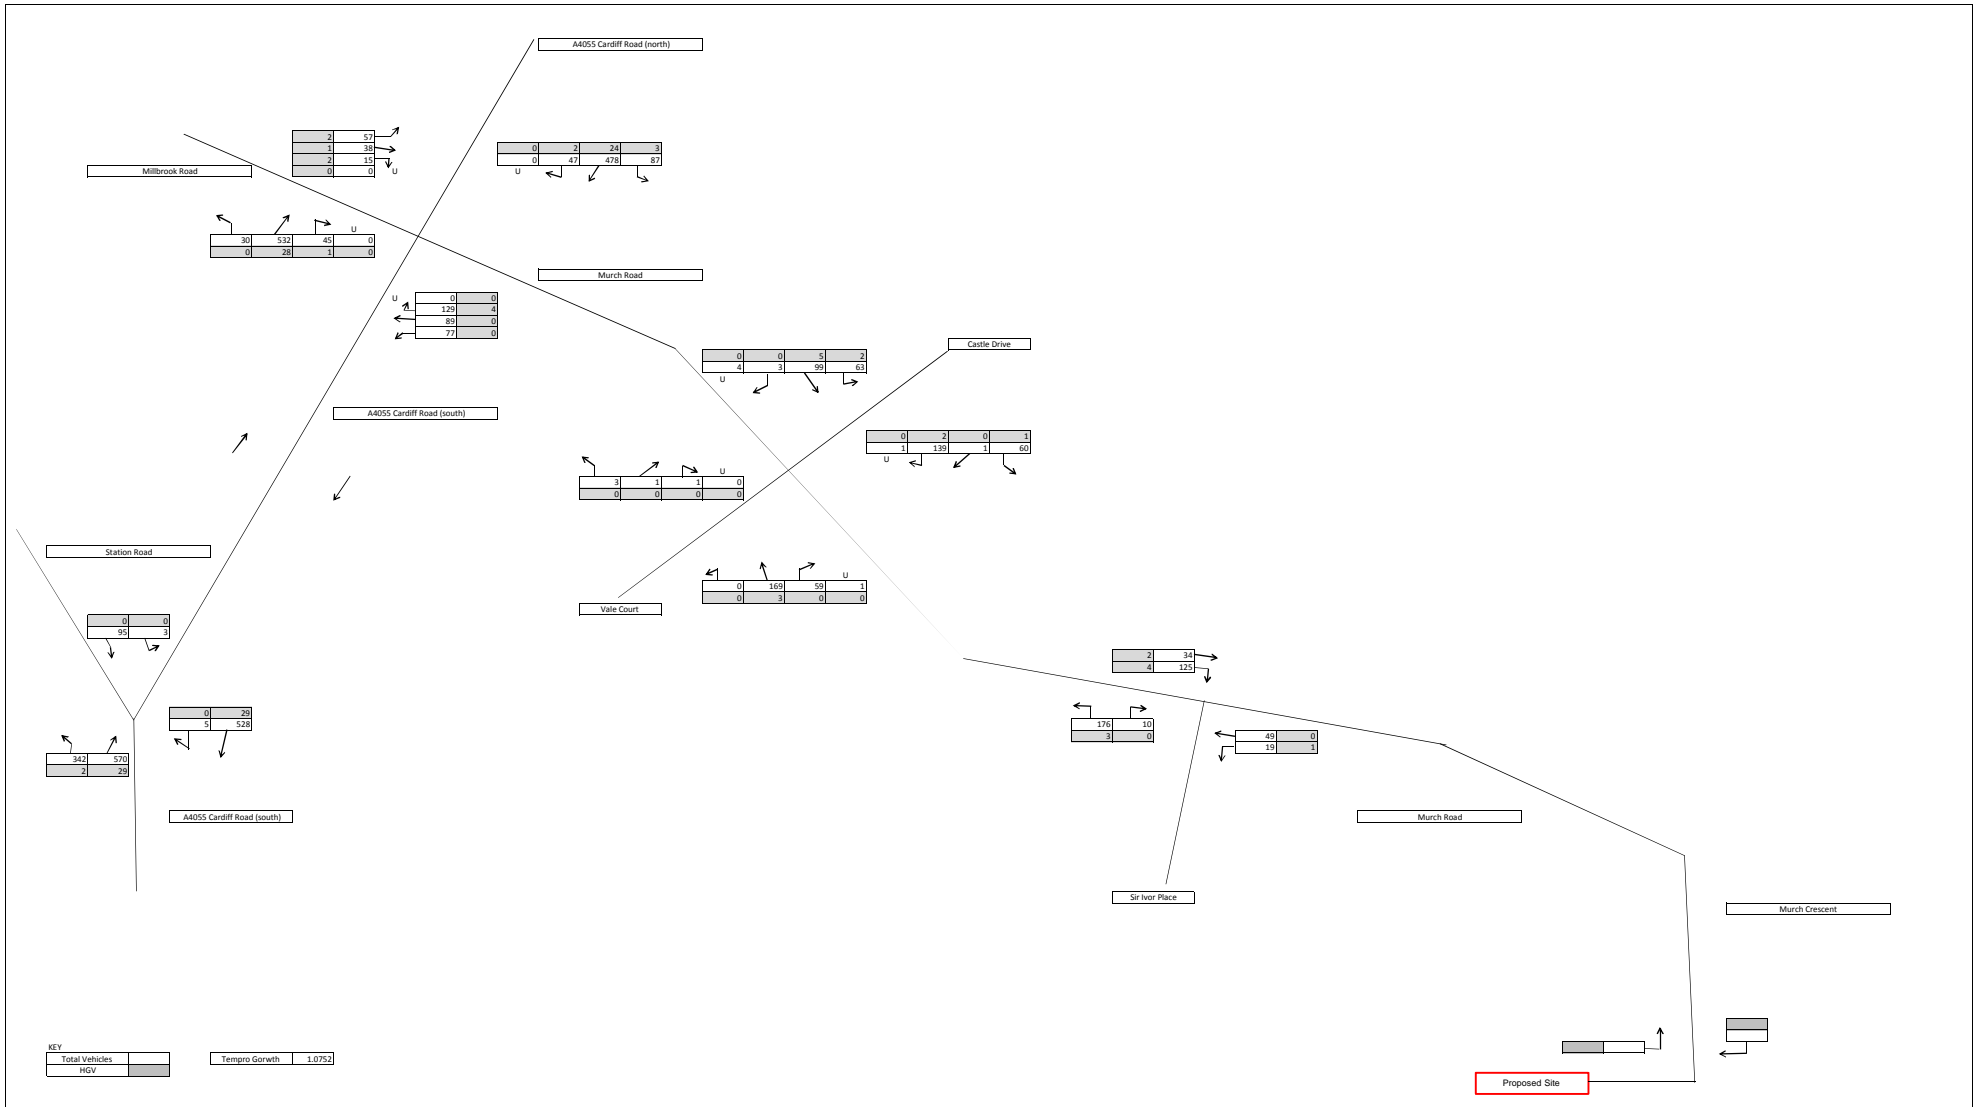 A4055 Cardiff Road (north)
2 57
1 38
2 15
0 0 U
0 2 24 3
0 47 478 87
U
Millbrook Road
U
30 532 45 0
0 28 1 0
Murch Road
U 0 0
129 4
89 0
77 0
Castle Drive
0 0 5 2
4 3 99 63
U
A4055 Cardiff Road (south)
0 2 0 1
1 139 1 60
U
U
3 1 1 0
0 0 0 0
Station Road
U
0 169 59 1
0 3 0 0
Vale Court
0 0
95 3
2 34
4 125
0 29
5 528
176 10
3 0
49 0
19 1
342 570
2 29
A4055 Cardiff Road (south)
Murch Road
Sir Ivor Place
Murch Crescent
KEY
Total Vehicles
HGV
Tempro Gorwth 1.0752
Proposed Site